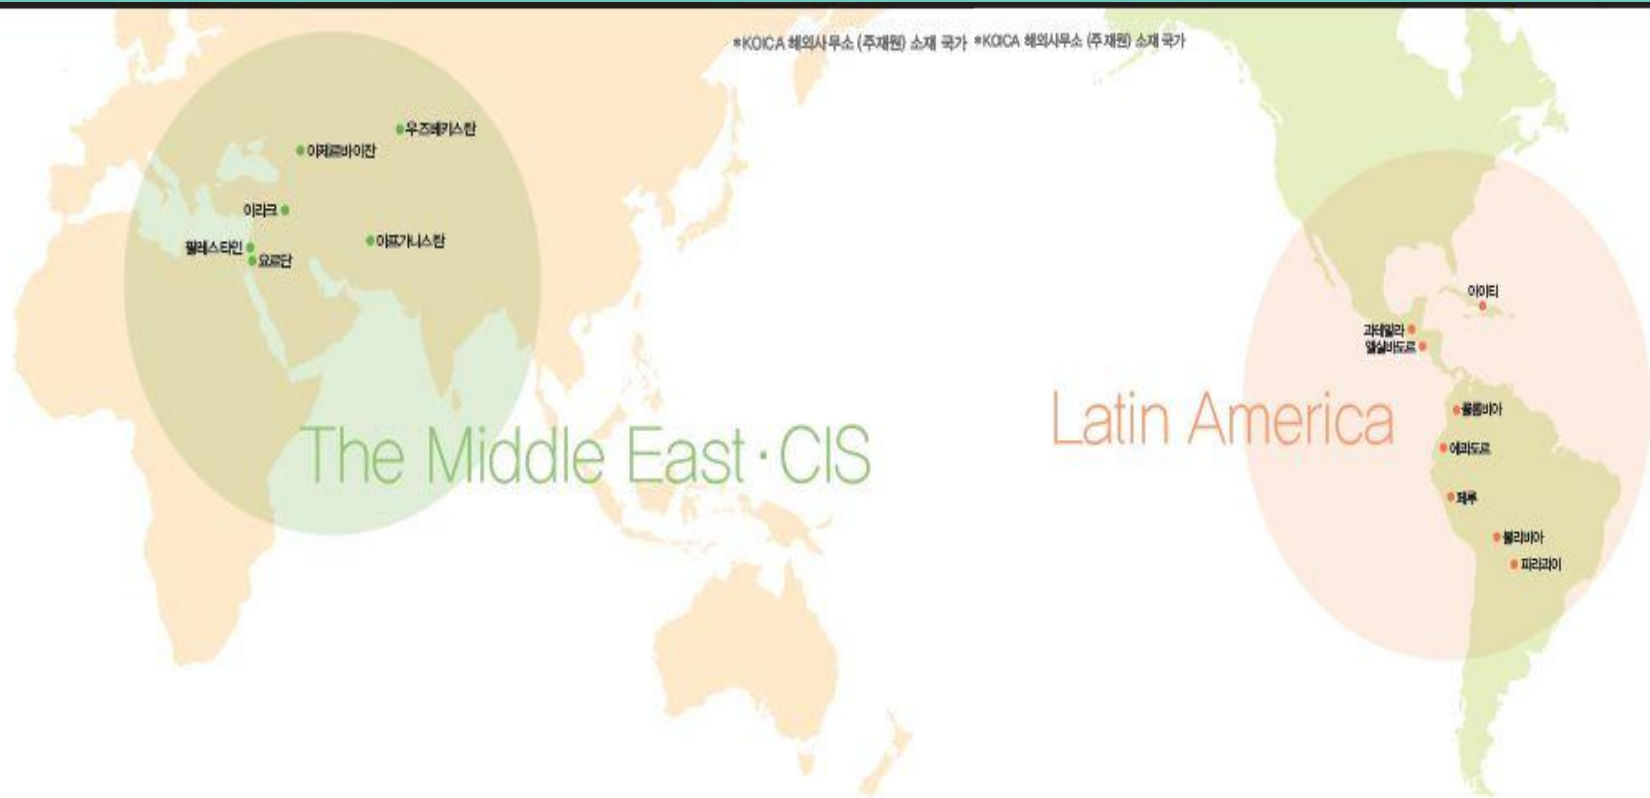 *KOICA 해외사무소 (주재원) 소재 국가 *KOICA 해외사무소 (주재원) 소재 국가
우즈베키스탄
아제르바이잔
이라크
팔레스타인
요르단
아프가니스탄
The Middle East·CIS
아이티
과테말라
엘살바도르
Latin America
콜롬비아
에콰도르
페루
볼리비아
파라과이